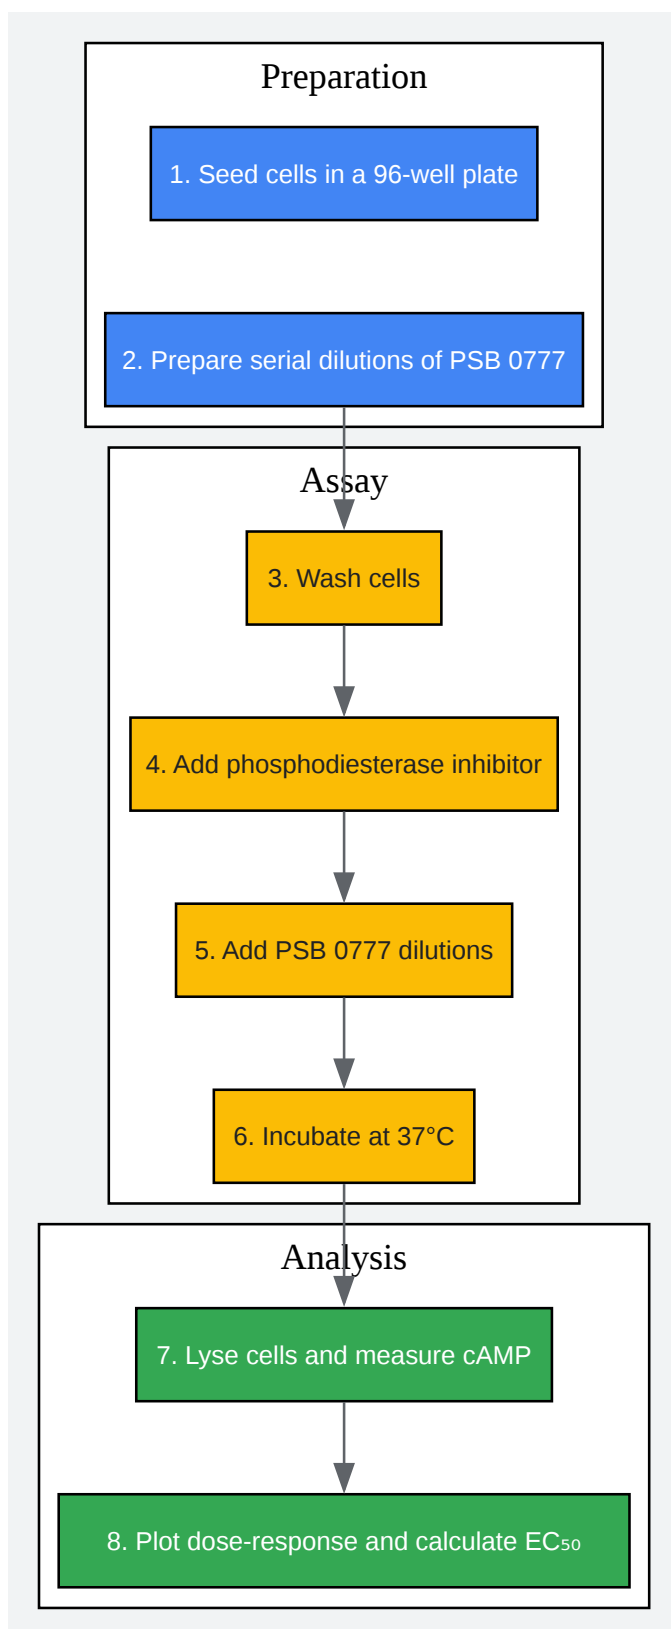 Preparation
1. Seed cells in a 96-well plate
2. Prepare serial dilutions of PSB 0777
Assay
3. Wash cells
4. Add phosphodiesterase inhibitor
5. Add PSB 0777 dilutions
6. Incubate at 37°C
Analysis
7. Lyse cells and measure cAMP
8. Plot dose-response and calculate EC₅₀